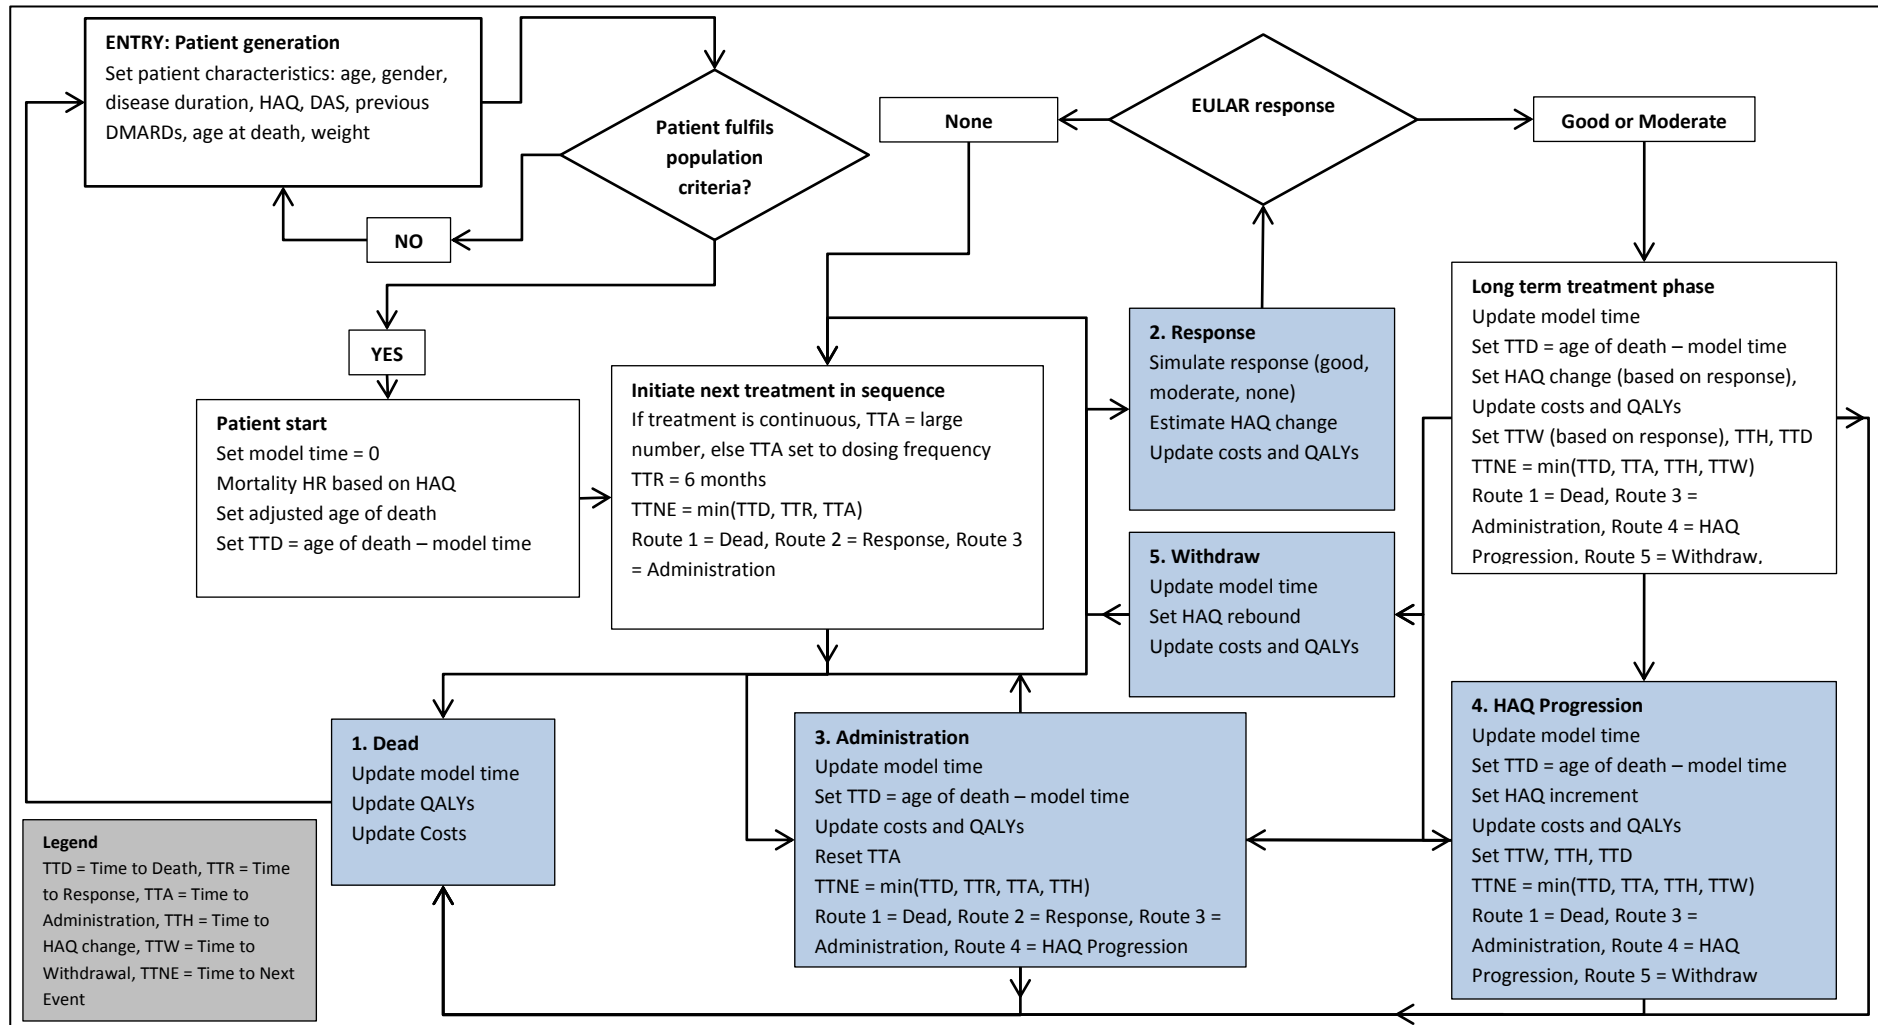 ENTRY: Patient generation
Set patient characteristics: age, gender,
disease duration, HAQ, DAS, previous
DMARDs, age at death, weight
Patient fulfils
population
criteria?
NO
YES
Patient start
Set model time = 0
Mortality HR based on HAQ
Set adjusted age of death
Set TTD = age of death – model time
Initiate next treatment in sequence
If treatment is continuous, TTA = large
number, else TTA set to dosing frequency
TTR = 6 months
TTNE = min(TTD, TTR, TTA)
Route 1 = Dead, Route 2 = Response, Route 3
= Administration
None
EULAR response
Good or Moderate
2. Response
Simulate response (good,
moderate, none)
Estimate HAQ change
Update costs and QALYs
Long term treatment phase
Update model time
Set TTD = age of death – model time
Set HAQ change (based on response),
Update costs and QALYs
Set TTW (based on response), TTH, TTD
TTNE = min(TTD, TTA, TTH, TTW)
Route 1 = Dead, Route 3 =
Administration, Route 4 = HAQ
Progression, Route 5 = Withdraw,
5. Withdraw
Update model time
Set HAQ rebound
Update costs and QALYs
1. Dead
Update model time
Update QALYs
Update Costs
3. Administration
Update model time
Set TTD = age of death – model time
Update costs and QALYs
Reset TTA
TTNE = min(TTD, TTR, TTA, TTH)
Route 1 = Dead, Route 2 = Response, Route 3 =
Administration, Route 4 = HAQ Progression
4. HAQ Progression
Update model time
Set TTD = age of death – model time
Set HAQ increment
Update costs and QALYs
Set TTW, TTH, TTD
TTNE = min(TTD, TTA, TTH, TTW)
Route 1 = Dead, Route 3 =
Administration, Route 4 = HAQ
Progression, Route 5 = Withdraw
Legend
TTD = Time to Death, TTR = Time
to Response, TTA = Time to
Administration, TTH = Time to
HAQ change, TTW = Time to
Withdrawal, TTNE = Time to Next
Event